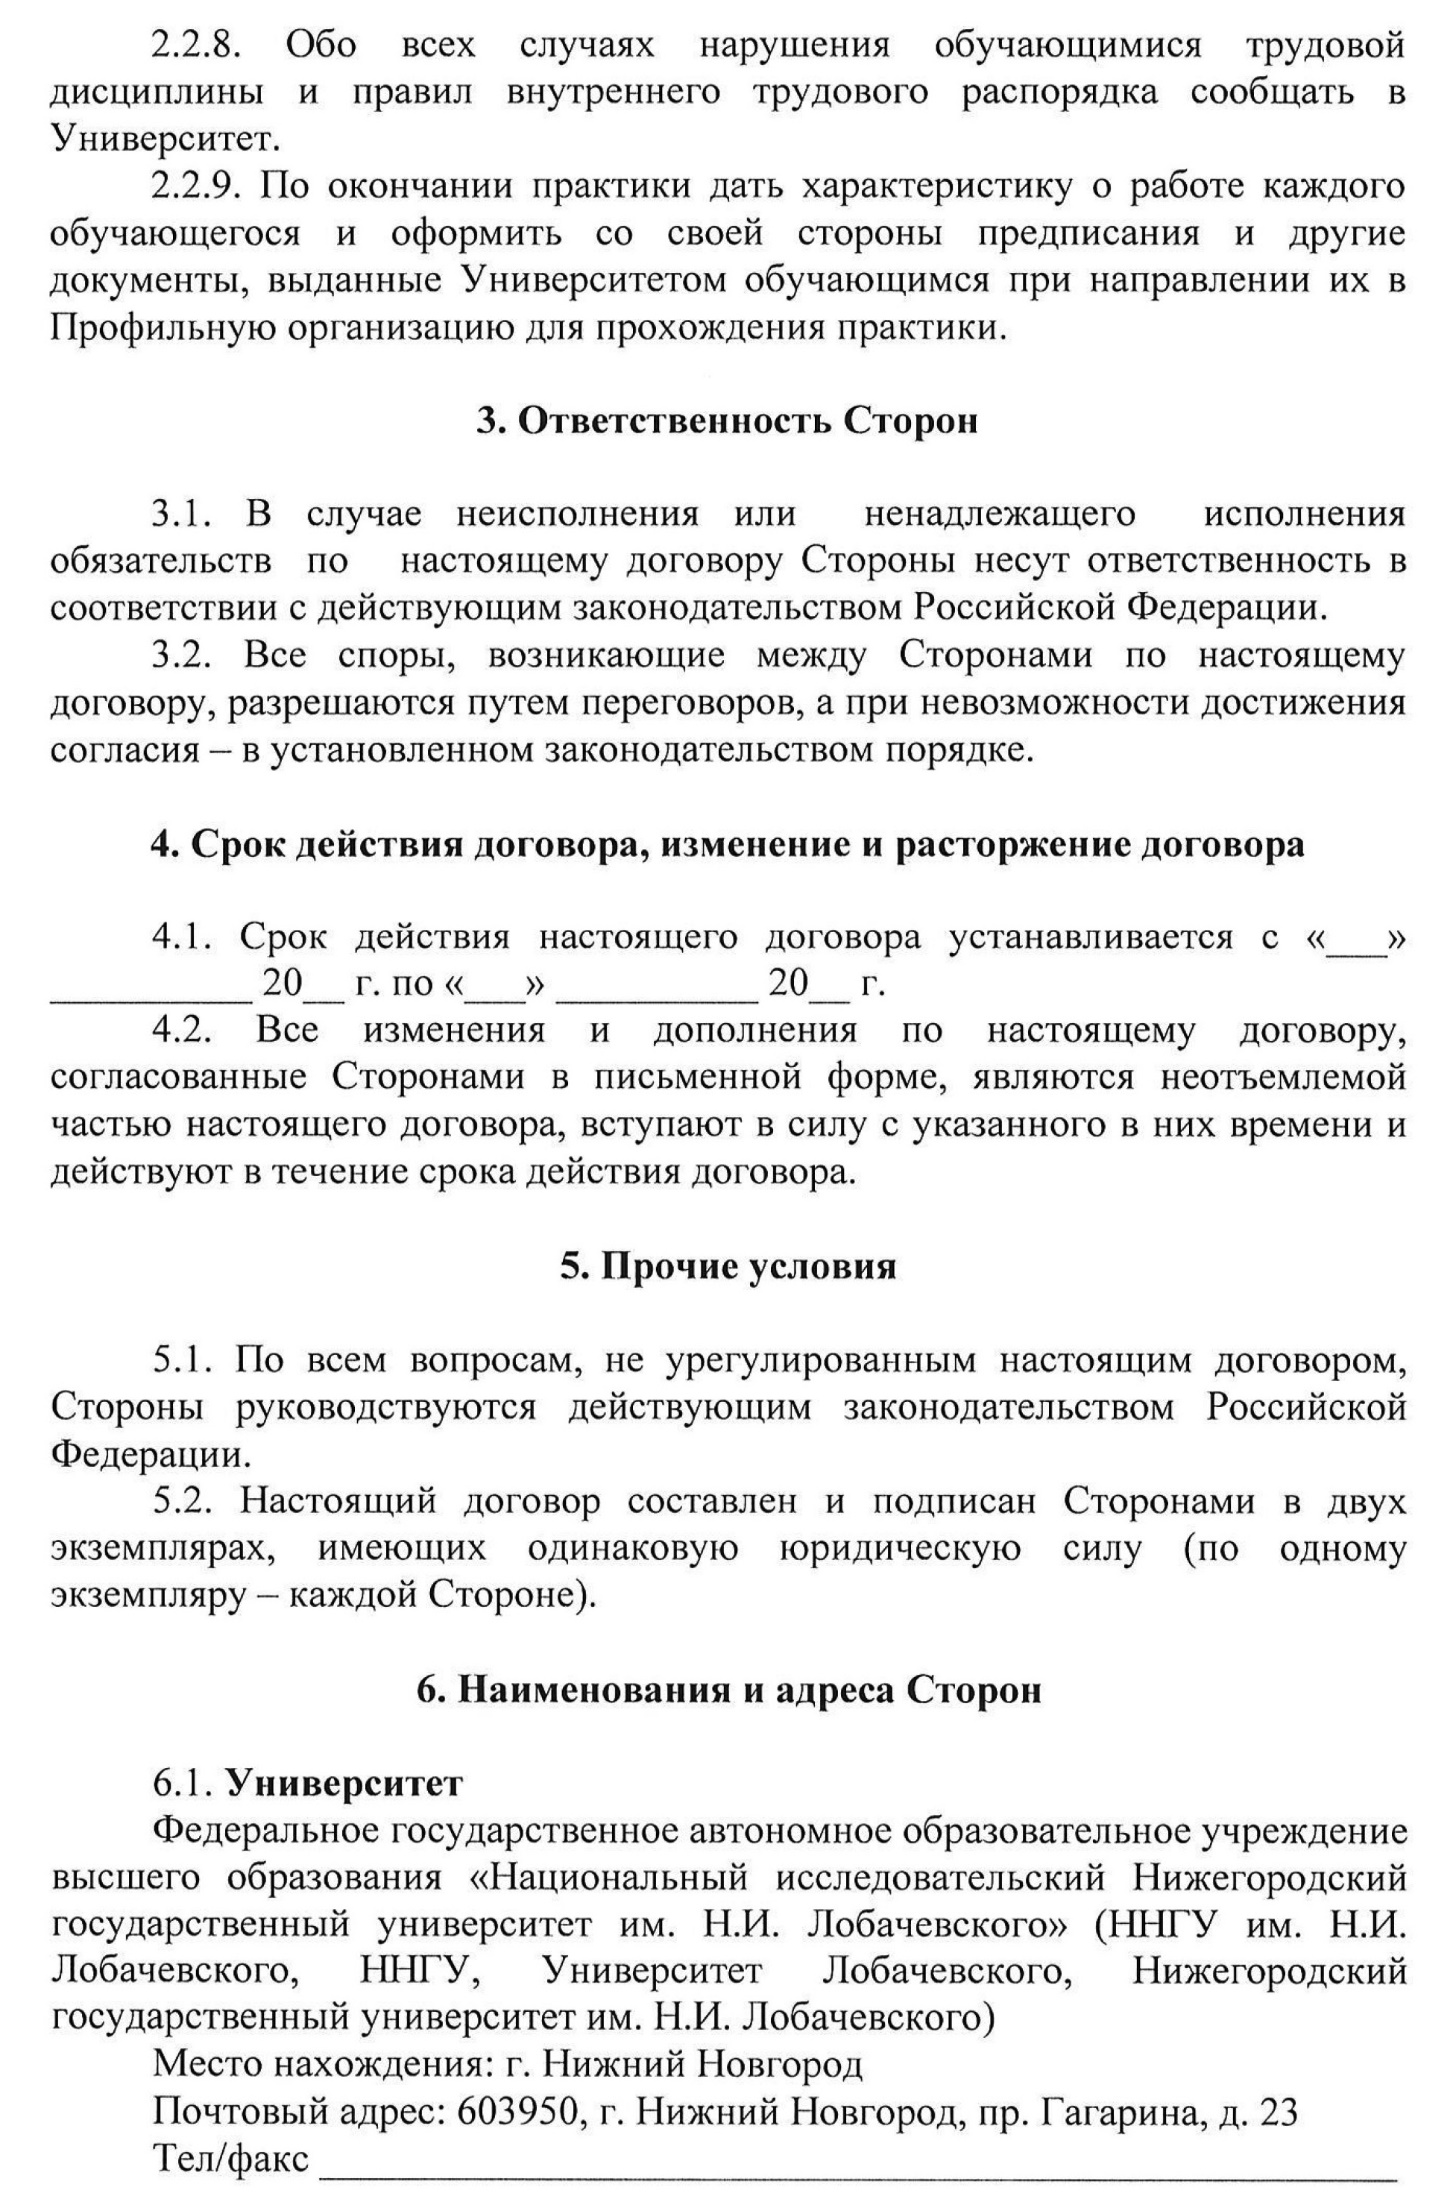 2.2.8. Обо всех случаях нарушения обучающимися трудовой
дисциплины и правил внутреннего трудового распорядка сообщать в
Университет.
2.2.9. По окончании практики дать характеристику о работе каждого
обучающегося и оформить со своей стороны предписания и другие
документы, выданные Университетом обучающимся при направлении их в
Профильную организацию для прохождения практики.
3. Ответственность Сторон
3.1. В случае неисполнения или ненадлежащего исполнения
обязательств по настоящему договору Стороны несут ответственность в
соответствии с действующим законодательством Российской Федерации.
3.2. Все споры, возникающие между Сторонами по настоящему
договору, разрешаются путем переговоров, а при невозможности достижения
согласия – в установленном законодательством порядке.
4. Срок действия договора, изменение и расторжение договора
4.1. Срок действия настоящего договора устанавливается с «___»
__________ 20__ г. по «___» __________ 20__ г.
4.2. Все изменения и дополнения по настоящему договору,
согласованные Сторонами в письменной форме, являются неотъемлемой
частью настоящего договора, вступают в силу с указанного в них времени и
действуют в течение срока действия договора.
5. Прочие условия
5.1. По всем вопросам, не урегулированным настоящим договором,
Стороны руководствуются действующим законодательством Российской
Федерации.
5.2. Настоящий договор составлен и подписан Сторонами в двух
экземплярах, имеющих одинаковую юридическую силу (по одному
экземпляру – каждой Стороне).
6. Наименования и адреса Сторон
6.1. Университет
Федеральное государственное автономное образовательное учреждение
высшего образования «Национальный исследовательский Нижегородский
государственный университет им. Н.И. Лобачевского» (ННГУ им. Н.И.
Лобачевского, ННГУ, Университет Лобачевского, Нижегородский
государственный университет им. Н.И. Лобачевского)
Место нахождения: г. Нижний Новгород
Почтовый адрес: 603950, г. Нижний Новгород, пр. Гагарина, д. 23
Тел/факс ______________________________________________________